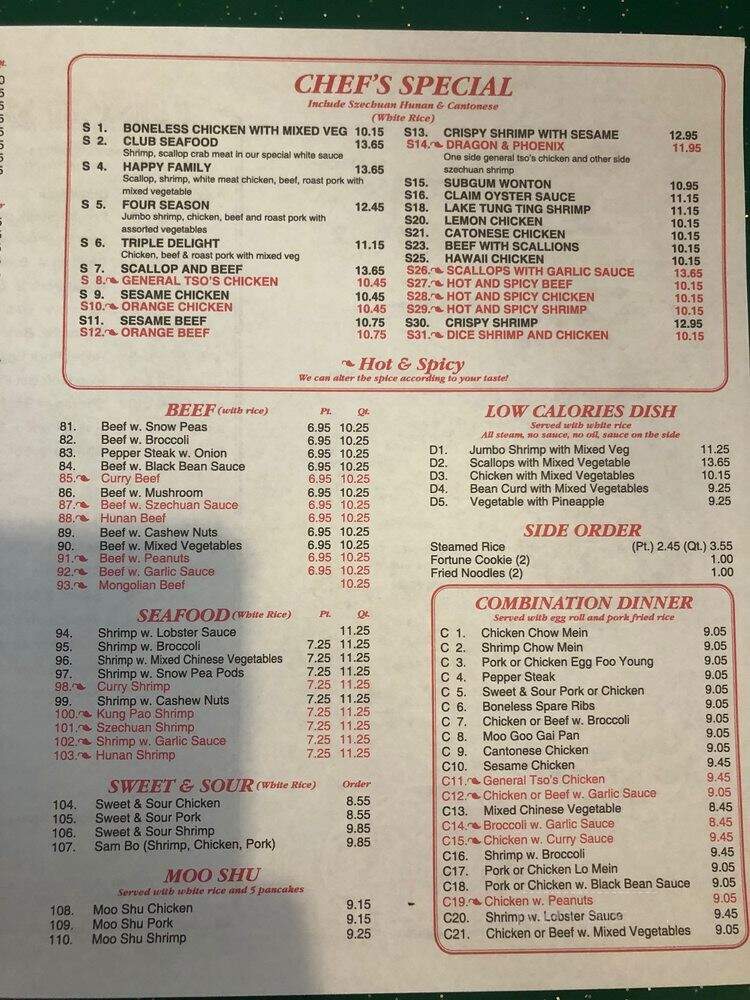 CHEF'S SPECIAL
Include Szechuan Hunan & Cantonese
(White Rice)
S 1. BONELESS CHICKEN WITH MIXED VEG 10.15
S 2. CLUB SEAFOOD 13.65
Shrimp, scallop crab meat in our special white sauce
S 4. HAPPY FAMILY 13.65
Scallop, shrimp, white meat chicken, beef, roast pork with
mixed vegetable
S 5. FOUR SEASON 12.45
Jumbo shrimp, chicken, beef and roast pork with
assorted vegetables
S 6. TRIPLE DELIGHT 11.15
Chicken, beef & roast pork with mixed veg
S 7. SCALLOP AND BEEF 13.65
S 8. GENERAL TSO'S CHICKEN 10.45
S 9. SESAME CHICKEN 10.45
S10. ORANGE CHICKEN 10.45
S11. SESAME BEEF 10.75
S12. ORANGE BEEF 10.75
S13. CRISPY SHRIMP WITH SESAME 12.95
S14. DRAGON & PHOENIX 11.95
One side general tso's chicken and other side
szechuan shrimp
S15. SUBGUM WONTON 10.95
S16. CLAIM OYSTER SAUCE 11.15
S18. LAKE TUNG TING SHRIMP 11.15
S20. LEMON CHICKEN 10.15
S21. CATONESE CHICKEN 10.15
S23. BEEF WITH SCALLIONS 10.15
S25. HAWAII CHICKEN 10.15
S26. SCALLOPS WITH GARLIC SAUCE 13.65
S27. HOT AND SPICY BEEF 10.15
S28. HOT AND SPICY CHICKEN 10.15
S29. HOT AND SPICY SHRIMP 10.15
S30. CRISPY SHRIMP 12.95
S31. DICE SHRIMP AND CHICKEN 10.15
Hot & Spicy
We can alter the spice according to your taste!
BEEF (with rice) Pt. Qt.
81. Beef w. Snow Peas 6.95 10.25
82. Beef w. Broccoli 6.95 10.25
83. Pepper Steak w. Onion 6.95 10.25
84. Beef w. Black Bean Sauce 6.95 10.25
85. Curry Beef 6.95 10.25
86. Beef w. Mushroom 6.95 10.25
87. Beef w. Szechuan Sauce 6.95 10.25
88. Hunan Beef 6.95 10.25
89. Beef w. Cashew Nuts 6.95 10.25
90. Beef w. Mixed Vegetables 6.95 10.25
91. Beef w. Peanuts 6.95 10.25
92. Beef w. Garlic Sauce 6.95 10.25
93. Mongolian Beef 10.25
SEAFOOD (White Rice) Pt. Qt.
94. Shrimp w. Lobster Sauce 11.25
95. Shrimp w. Broccoli 7.25 11.25
96. Shrimp w. Mixed Chinese Vegetables 7.25 11.25
97. Shrimp w. Snow Pea Pods 7.25 11.25
98. Curry Shrimp 7.25 11.25
99. Shrimp w. Cashew Nuts 7.25 11.25
100. Kung Pao Shrimp 7.25 11.25
101. Szechuan Shrimp 7.25 11.25
102. Shrimp w. Garlic Sauce 7.25 11.25
103. Hunan Shrimp 7.25 11.25
SWEET & SOUR (White Rice) Order
104. Sweet & Sour Chicken 8.55
105. Sweet & Sour Pork 8.55
106. Sweet & Sour Shrimp 9.85
107. Sam Bo (Shrimp, Chicken, Pork) 9.85
MOO SHU
Served with white rice and 5 pancakes
108. Moo Shu Chicken 9.15
109. Moo Shu Pork 9.15
110. Moo Shu Shrimp 9.25
LOW CALORIES DISH
Served with white rice
All steam, no sauce, no oil, sauce on the side
D1. Jumbo Shrimp with Mixed Veg 11.25
D2. Scallops with Mixed Vegetable 13.65
D3. Chicken with Mixed Vegetables 10.15
D4. Bean Curd with Mixed Vegetables 9.25
D5. Vegetable with Pineapple 9.25
SIDE ORDER
Steamed Rice (Pt.) 2.45 (Qt.) 3.55
Fortune Cookie (2) 1.00
Fried Noodles (2) 1.00
COMBINATION DINNER
Served with egg roll and pork fried rice
C 1. Chicken Chow Mein 9.05
C 2. Shrimp Chow Mein 9.05
C 3. Pork or Chicken Egg Foo Young 9.05
C 4. Pepper Steak 9.05
C 5. Sweet & Sour Pork or Chicken 9.05
C 6. Boneless Spare Ribs 9.05
C 7. Chicken or Beef w. Broccoli 9.05
C 8. Moo Goo Gai Pan 9.05
C 9. Cantonese Chicken 9.05
C10. Sesame Chicken 9.45
C11. General Tso's Chicken 9.45
C12. Chicken or Beef w. Garlic Sauce 9.05
C13. Mixed Chinese Vegetable 8.45
C14. Broccoli w. Garlic Sauce 8.45
C15. Chicken w. Curry Sauce 9.45
C16. Shrimp w. Broccoli 9.45
C17. Pork or Chicken Lo Mein 9.05
C18. Pork or Chicken w. Black Bean Sauce 9.05
C19. Chicken w. Peanuts 9.05
C20. Shrimp w. Lobster Sauce 9.45
C21. Chicken or Beef w. Mixed Vegetables 9.05